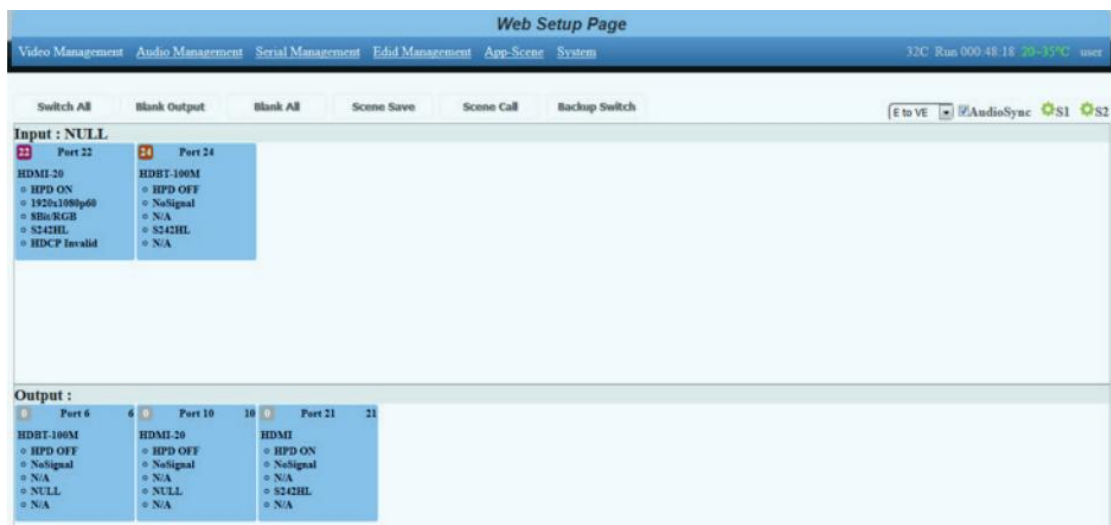 Web Setup Page
Video Management Audio Management Serial Management Edid Management App-Scene System 32C Run 000:48:18 20~35°C user
Switch All Blank Output Blank All Scene Save Scene Call Backup Switch E to VE AudioSync S1 S2
Input : NULL
22 Port 22 24 Port 24
HDMI-20 HDBT-100M
HPD ON HPD OFF
1920x1080p60 NoSignal
8Bit/RGB N/A
S242HL S242HL
HDCP Invalid N/A
Output :
0 Port 6 6 0 Port 10 10 0 Port 21 21
HDBT-100M HDMI-20 HDMI
HPD OFF HPD OFF HPD ON
NoSignal NoSignal NoSignal
N/A N/A N/A
NULL NULL S242HL
N/A N/A N/A